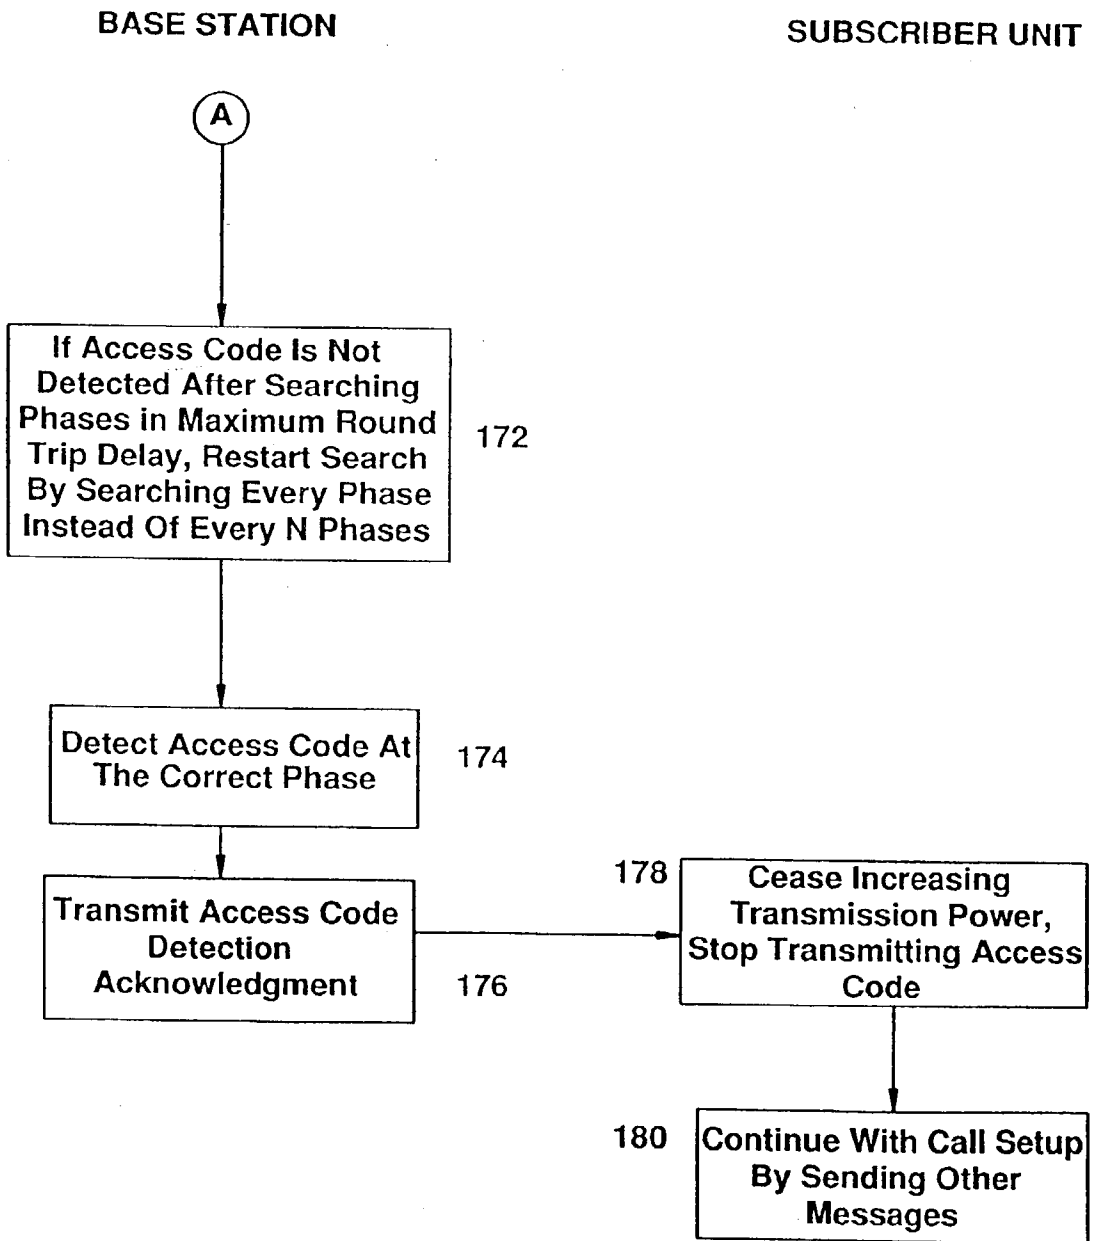 BASE STATION
SUBSCRIBER UNIT
A
If Access Code Is Not
Detected After Searching
Phases in Maximum Round
Trip Delay, Restart Search
By Searching Every Phase
Instead Of Every N Phases
172
Detect Access Code At
The Correct Phase
174
Transmit Access Code
Detection
Acknowledgment
176
178
Cease Increasing
Transmission Power,
Stop Transmitting Access
Code
180
Continue With Call Setup
By Sending Other
Messages